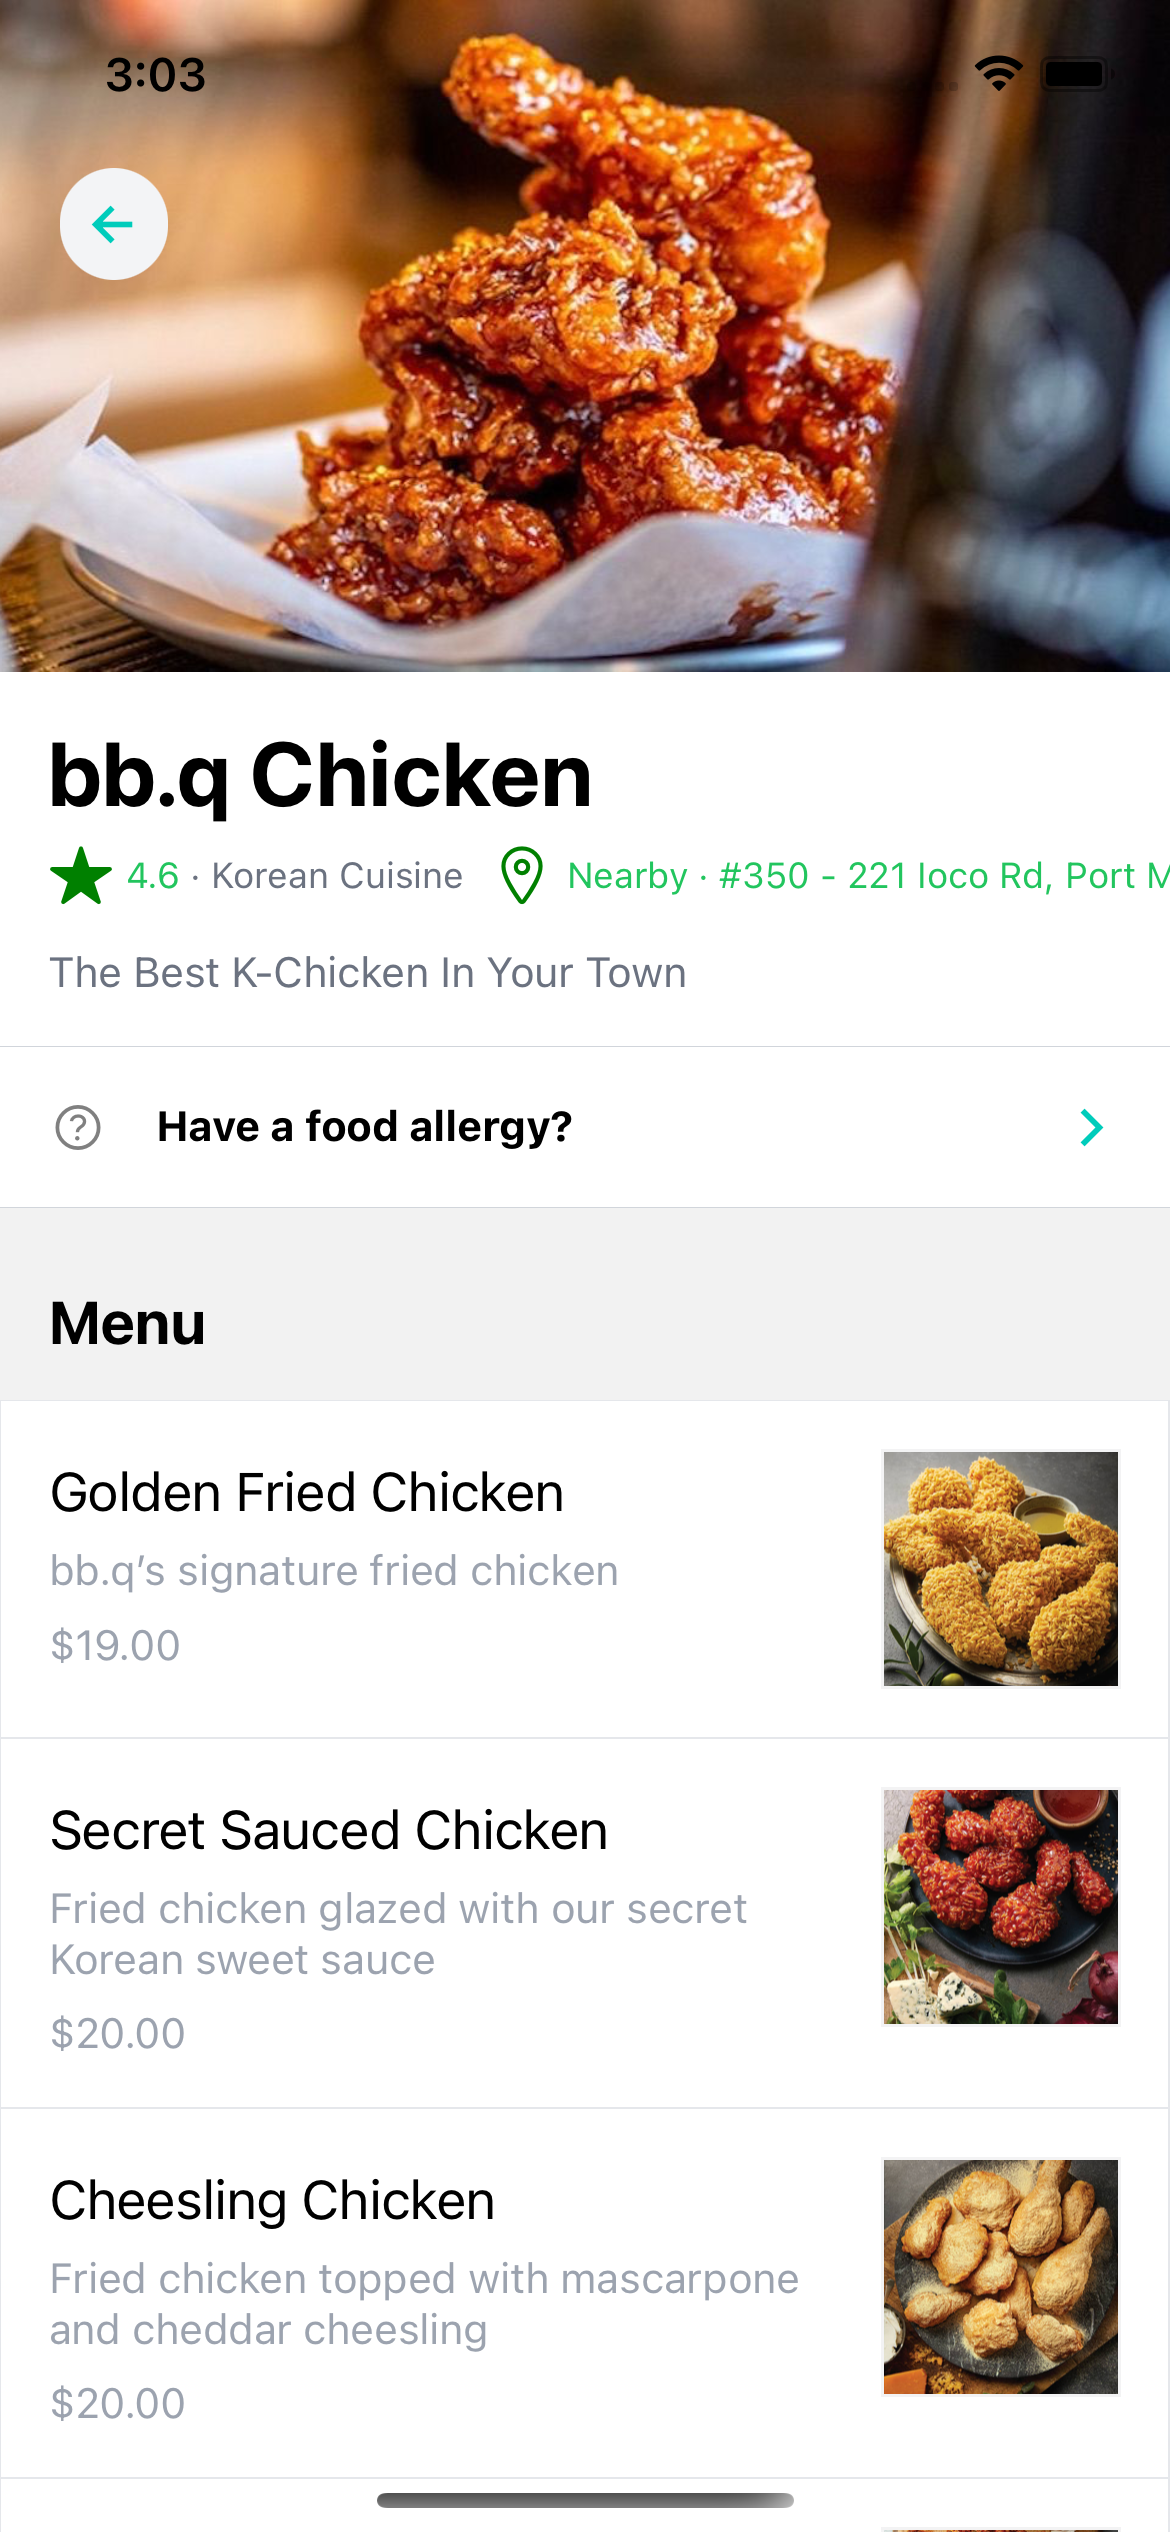 3:03
bb.q Chicken
4.6 · Korean Cuisine
Nearby · #350 - 221 Ioco Rd, Port M
The Best K-Chicken In Your Town
Have a food allergy?
Menu
Golden Fried Chicken
bb.q’s signature fried chicken
$19.00
Secret Sauced Chicken
Fried chicken glazed with our secret
Korean sweet sauce
$20.00
Cheesling Chicken
Fried chicken topped with mascarpone
and cheddar cheesling
$20.00